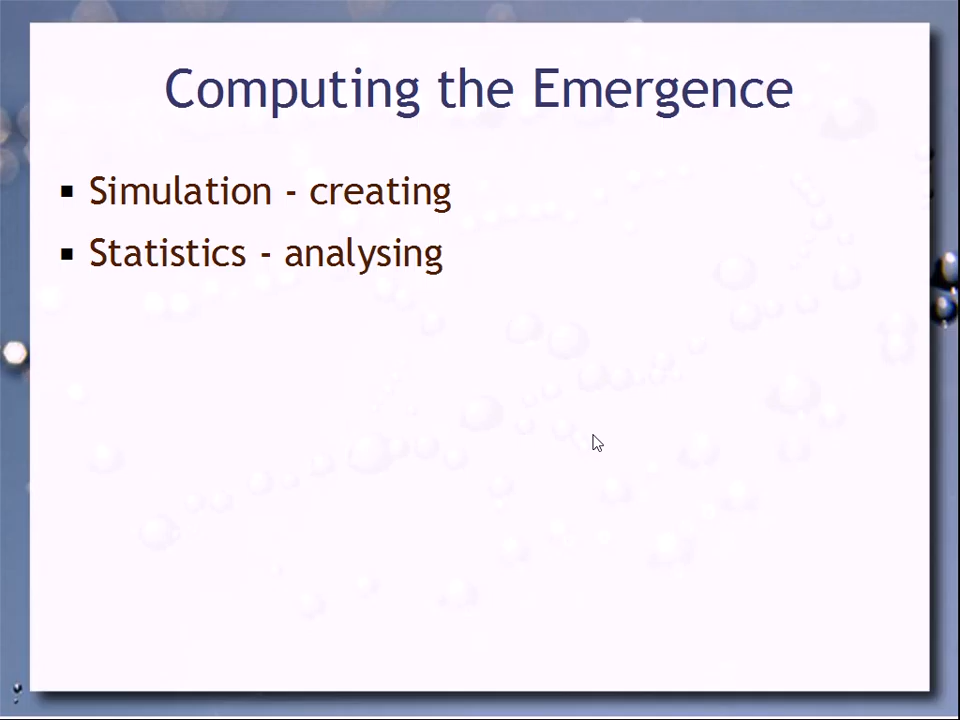 Computing the Emergence
▪ Simulation - creating
▪ Statistics - analysing